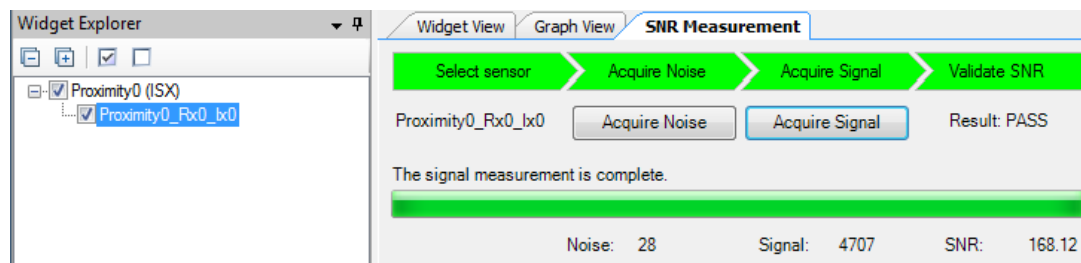 Widget Explorer
Proximity0 (ISX)
Proximity0_Rx0_lx0
Widget View Graph View SNR Measurement
Select sensor Acquire Noise Acquire Signal Validate SNR
Proximity0_Rx0_lx0 Acquire Noise Acquire Signal Result: PASS
The signal measurement is complete.
Noise: 28 Signal: 4707 SNR: 168.12